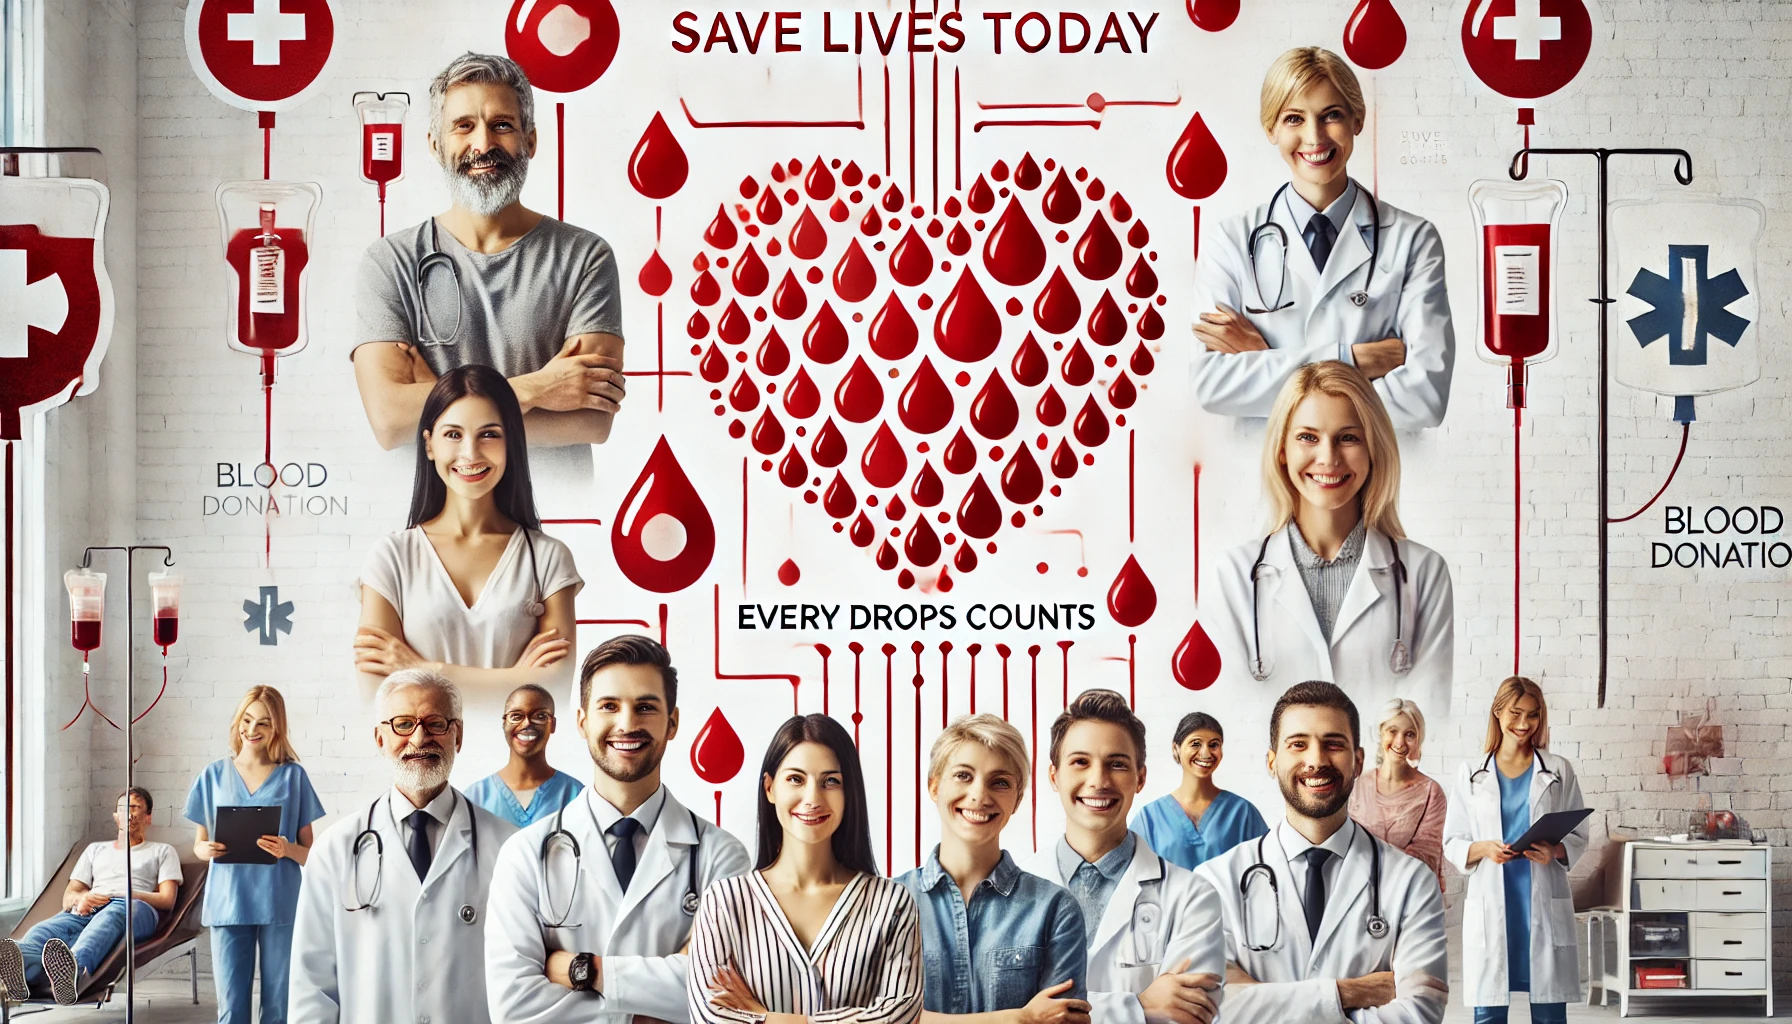 SAVE LIVES TODAY
BLOOD
DONATION
BLOOD
DONATIO
EVERY DROPS COUNTS